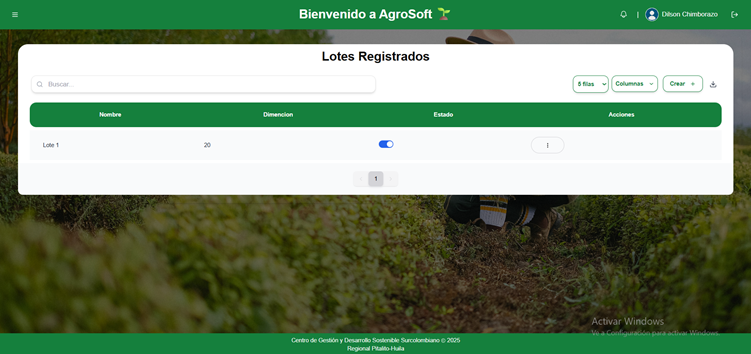 Bienvenido a AgroSoft
Dilson Chimborazo
Lotes Registrados
Buscar...
5 filas
Columnas
Crear +
Nombre Dimencion Estado Acciones
Lote 1 20
1
Activar Windows
Ve a Configuración para activar Windows.
Centro de Gestión y Desarrollo Sostenible Surcolombiano © 2025
Regional Pitalito-Huila